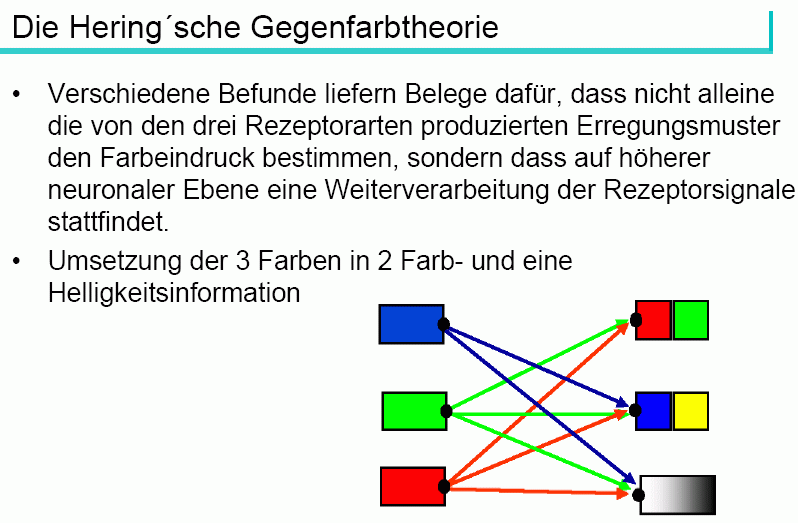 Die Hering´sche Gegenfarbtheorie
• Verschiedene Befunde liefern Belege dafür, dass nicht alleine
die von den drei Rezeptorarten produzierten Erregungsmuster
den Farbeindruck bestimmen, sondern dass auf höherer
neuronaler Ebene eine Weiterverarbeitung der Rezeptorsignale
stattfindet.
• Umsetzung der 3 Farben in 2 Farb- und eine
Helligkeitsinformation